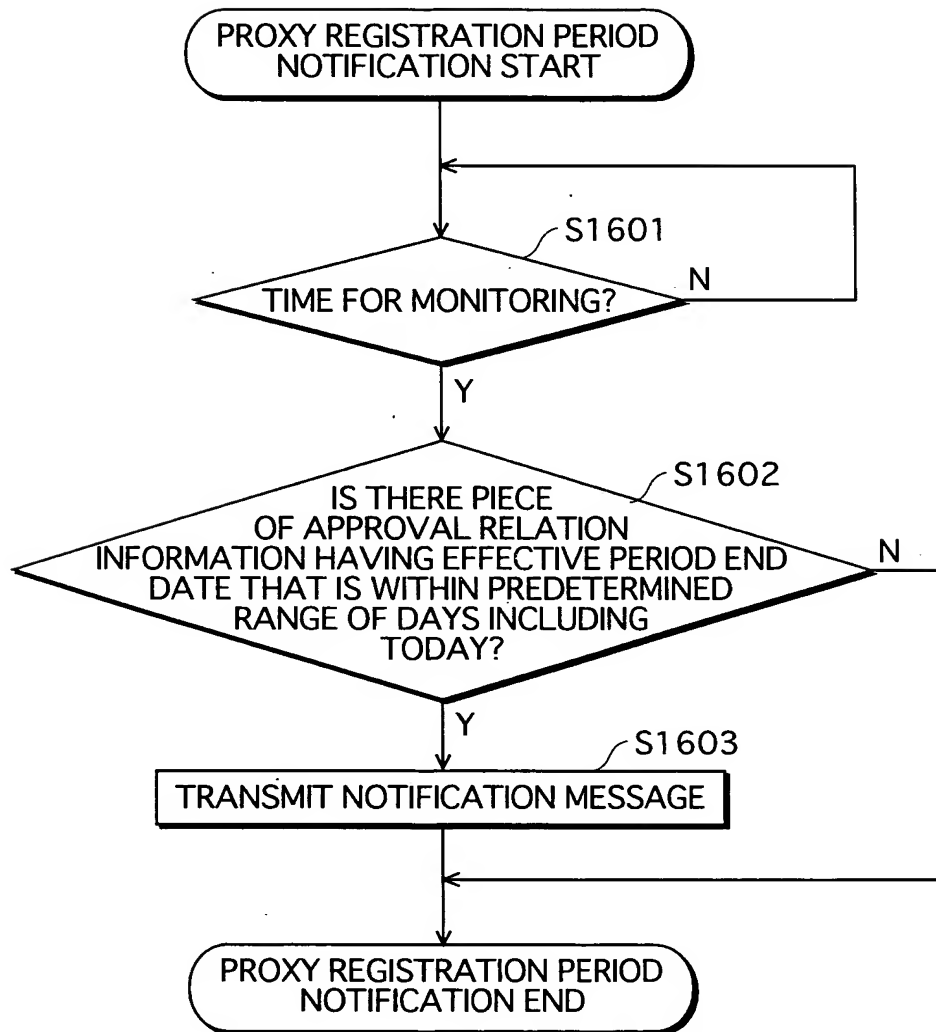 PROXY REGISTRATION PERIOD
NOTIFICATION START
S1601
TIME FOR MONITORING?
N
Y
S1602
IS THERE PIECE
OF APPROVAL RELATION
INFORMATION HAVING EFFECTIVE PERIOD END
DATE THAT IS WITHIN PREDETERMINED
RANGE OF DAYS INCLUDING
TODAY?
N
Y
S1603
TRANSMIT NOTIFICATION MESSAGE
PROXY REGISTRATION PERIOD
NOTIFICATION END